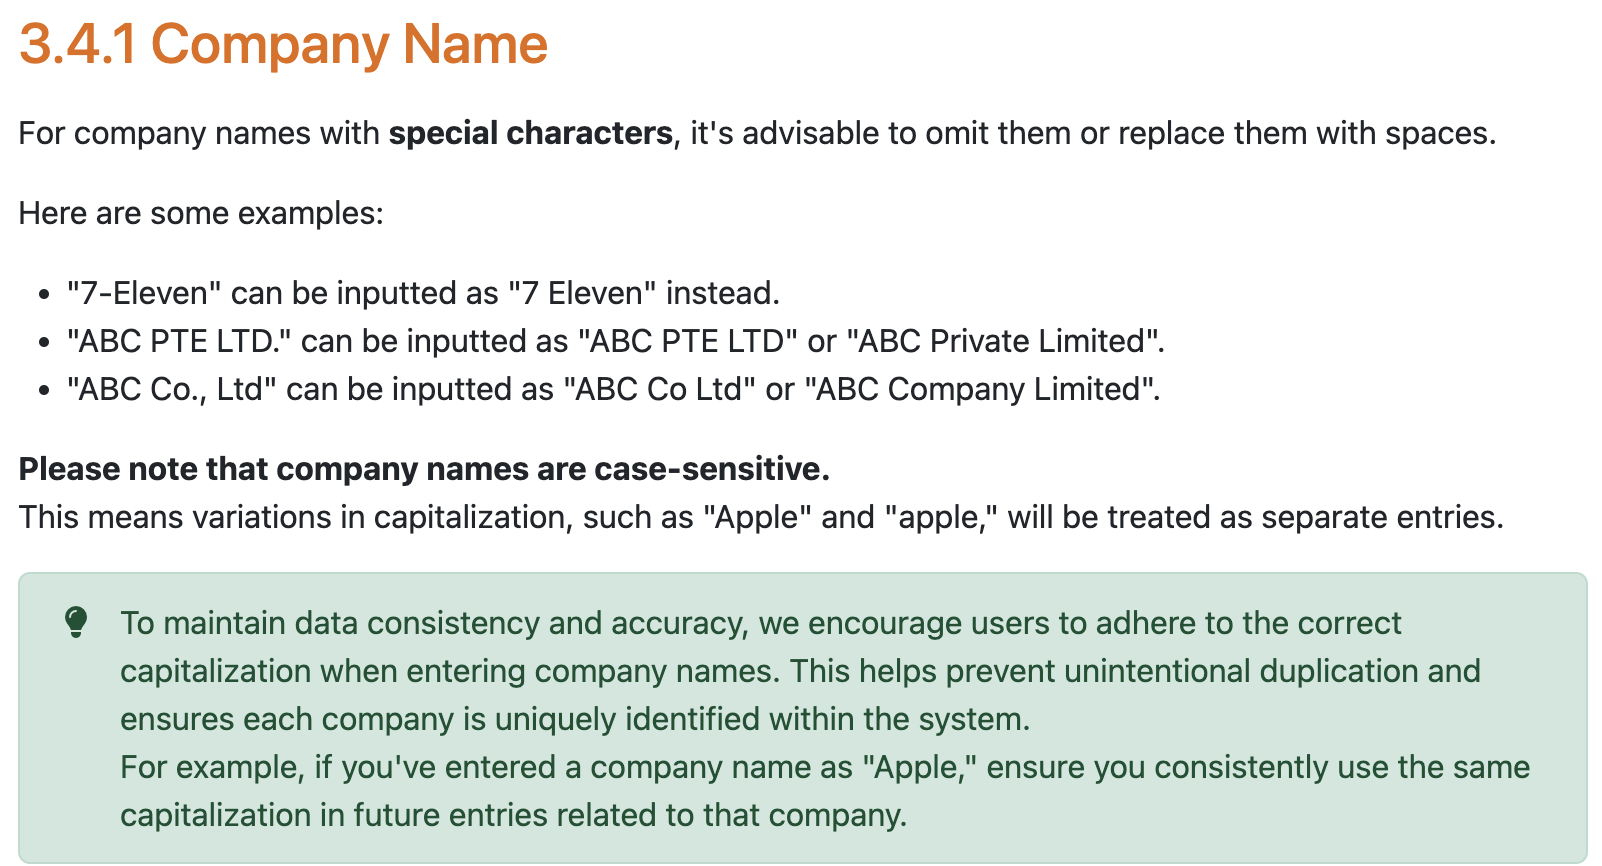 3.4.1 Company Name
For company names with special characters, it's advisable to omit them or replace them with spaces.
Here are some examples:
• "7-Eleven" can be inputted as "7 Eleven" instead.
• "ABC PTE LTD." can be inputted as "ABC PTE LTD" or "ABC Private Limited".
• "ABC Co., Ltd" can be inputted as "ABC Co Ltd" or "ABC Company Limited".
Please note that company names are case-sensitive.
This means variations in capitalization, such as "Apple" and "apple," will be treated as separate entries.
To maintain data consistency and accuracy, we encourage users to adhere to the correct
capitalization when entering company names. This helps prevent unintentional duplication and
ensures each company is uniquely identified within the system.
For example, if you've entered a company name as "Apple," ensure you consistently use the same
capitalization in future entries related to that company.